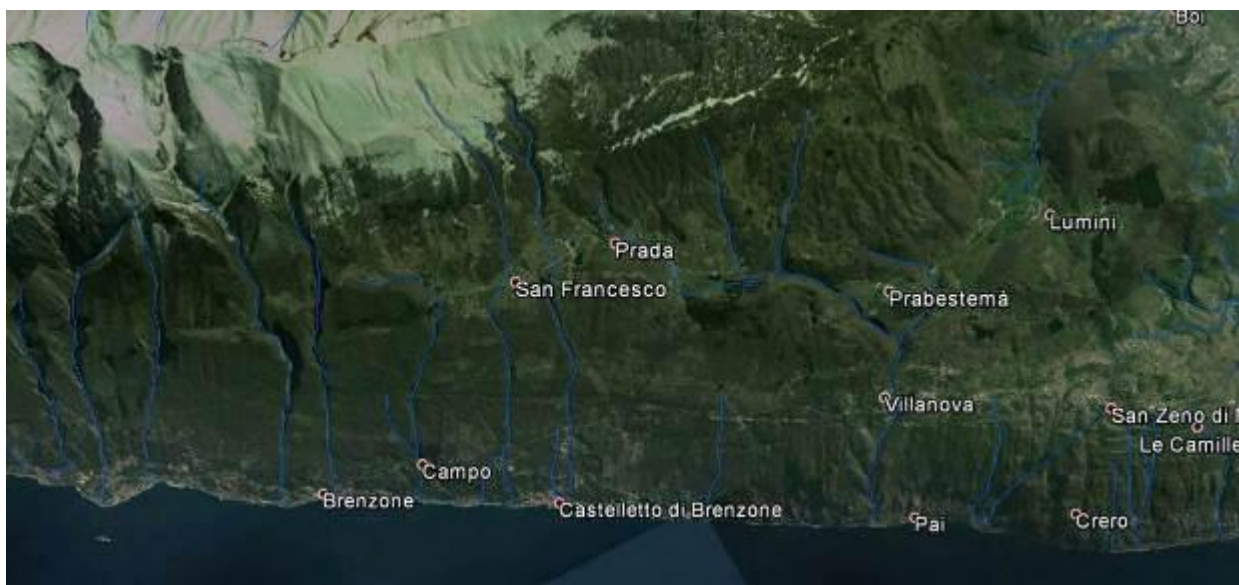 Boi
Lumini
Prada
San Francesco
Prabestemà
Villanova
San Zeno di
Le Camille
Campo
Brenzone
Castelletto di Brenzone
Pai
Crero